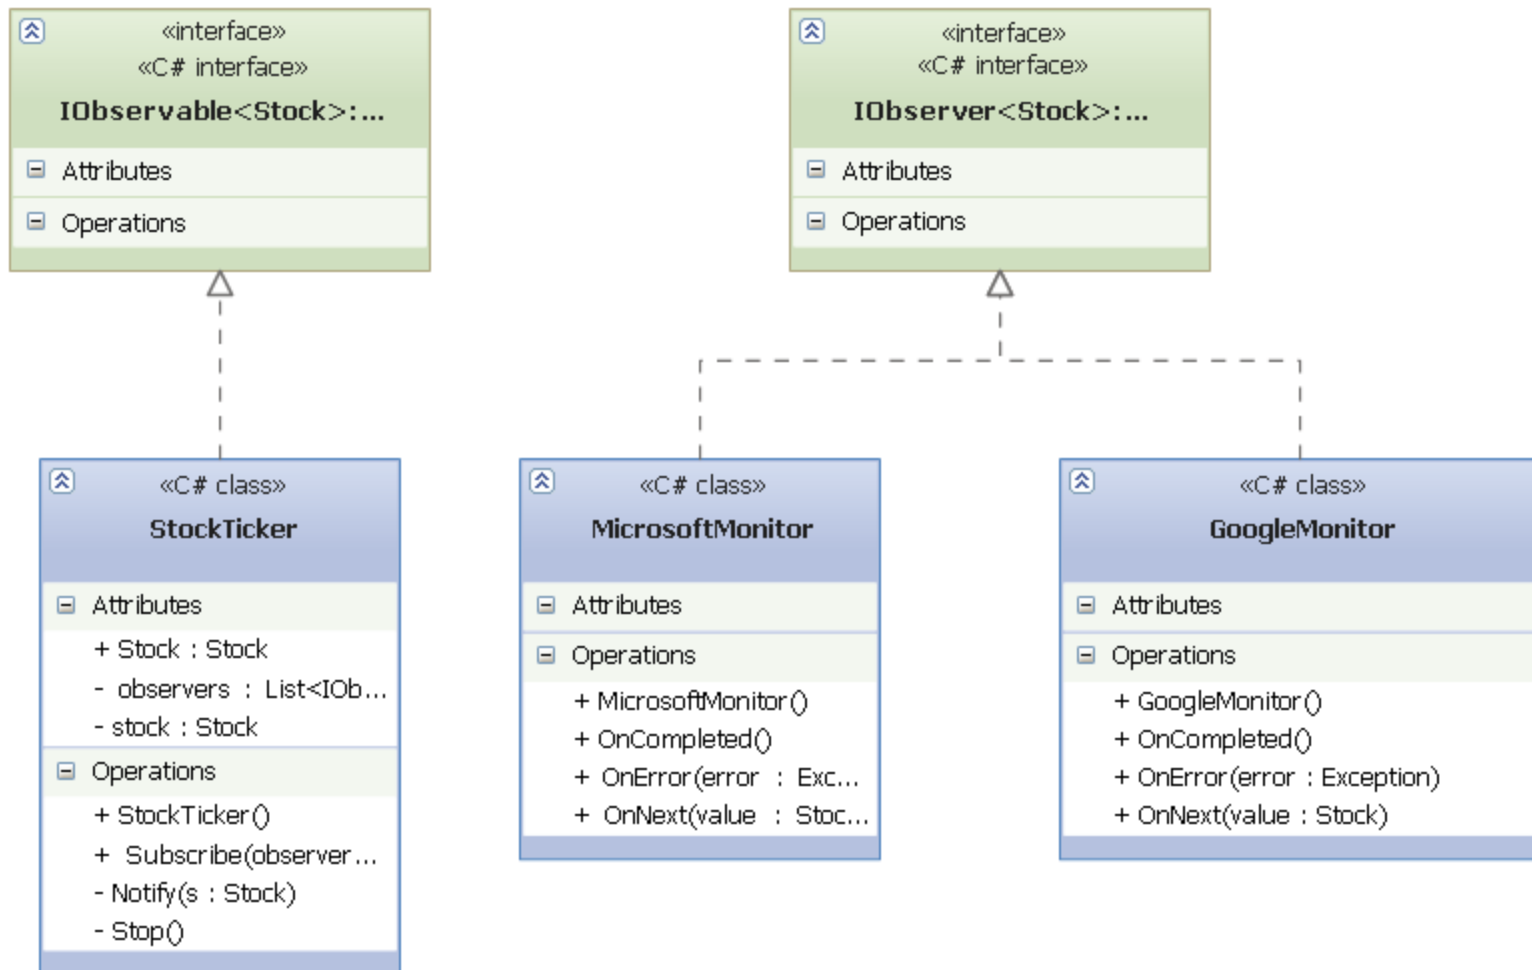 «interface»
«C# interface»
IObservable<Stock>:...
Attributes
Operations
«interface»
«C# interface»
IObserver<Stock>:...
Attributes
Operations
«C# class»
StockTicker
Attributes
+ Stock : Stock
- observers : List<IOb...
- stock : Stock
Operations
+ StockTicker()
+ Subscribe(observer...
- Notify(s : Stock)
- Stop()
«C# class»
MicrosoftMonitor
Attributes
Operations
+ MicrosoftMonitor()
+ OnCompleted()
+ OnError(error : Exc...
+ OnNext(value : Stoc...
«C# class»
GoogleMonitor
Attributes
Operations
+ GoogleMonitor()
+ OnCompleted()
+ OnError(error : Exception)
+ OnNext(value : Stock)